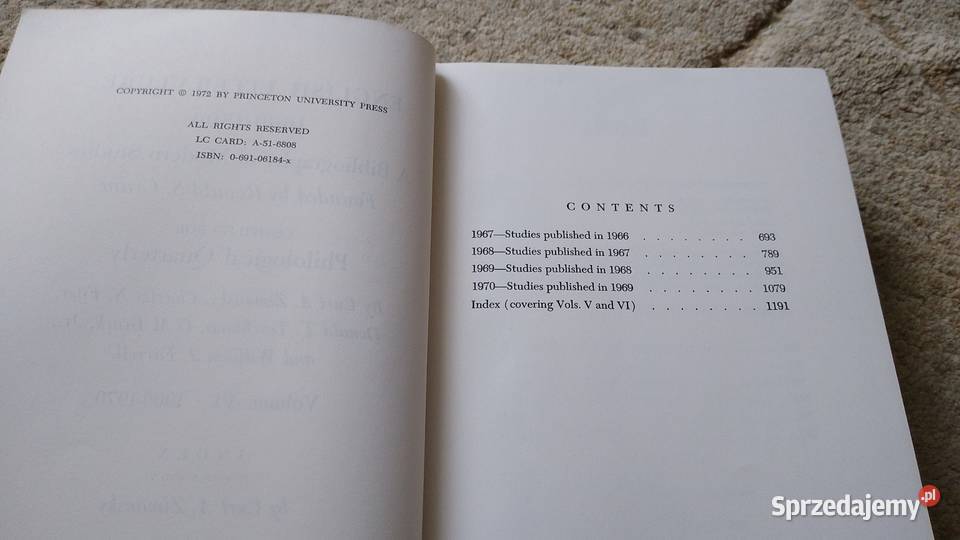 COPYRIGHT © 1972 BY PRINCETON UNIVERSITY PRESS
ALL RIGHTS RESERVED
LC CARD: A-51-6808
ISBN: 0-691-06184-x
CONTENTS
1967—Studies published in 1966 . . . . . . . . 693
1968—Studies published in 1967 . . . . . . . . 789
1969—Studies published in 1968 . . . . . . . . 951
1970—Studies published in 1969 . . . . . . . . 1079
Index (covering Vols. V and VI) . . . . . . . . 1191
Sprzedajemy .pl